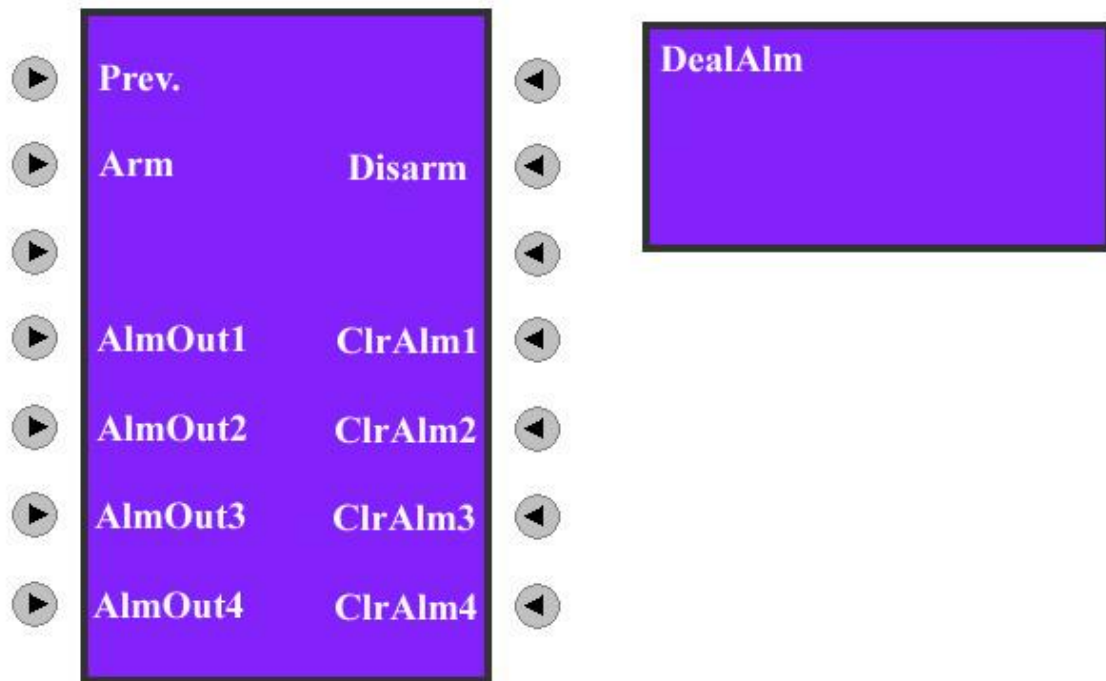 Prev.
Arm Disarm
AlmOut1 ClrAlm1
AlmOut2 ClrAlm2
AlmOut3 ClrAlm3
AlmOut4 ClrAlm4
DealAlm